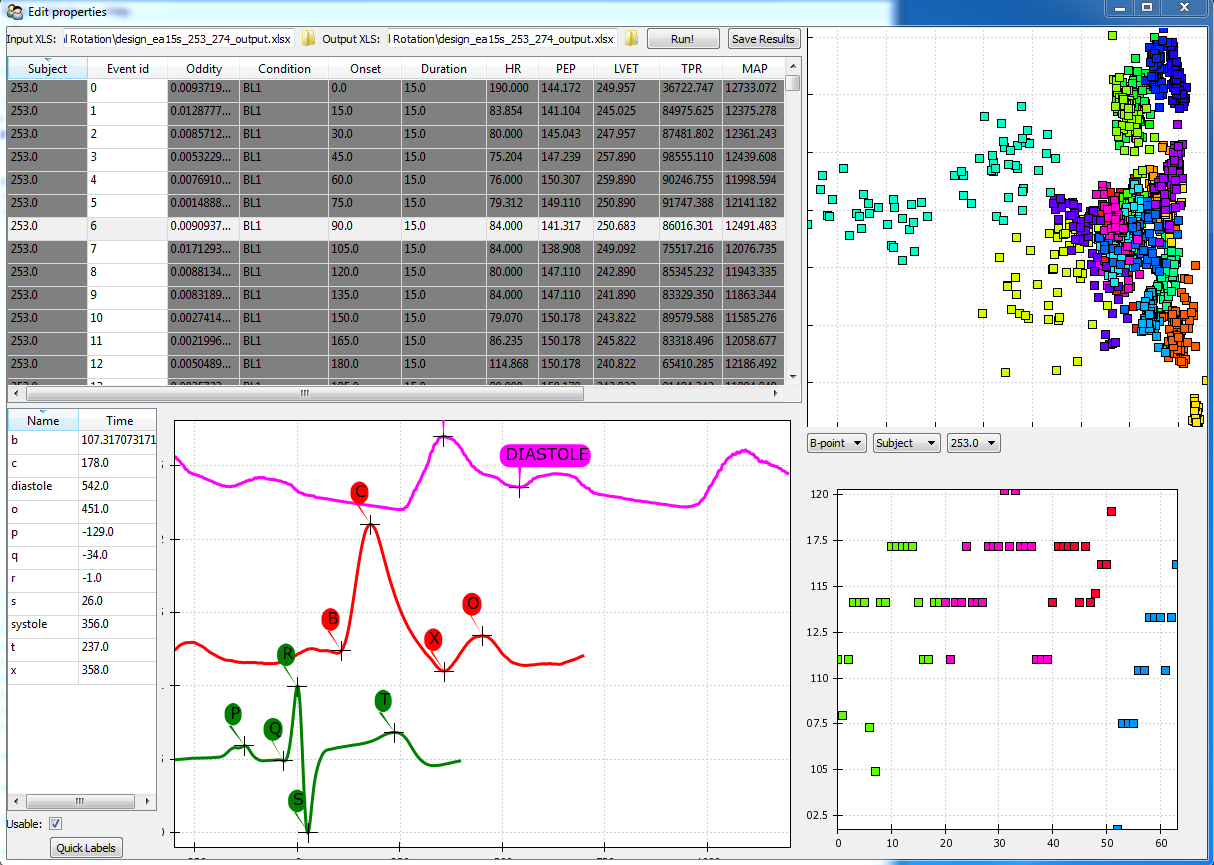 Edit properties
Input XLS: l Rotation\design_ea15s_253_274_output.xlsx Output XLS: l Rotation\design_ea15s_253_274_output.xlsx Run! Save Results
Subject Event id Oddity Condition Onset Duration HR PEP LVET TPR MAP
253.0 0 0.0093719... BL1 0.0 15.0 190.000 144.172 249.957 36722.747 12733.072
253.0 1 0.0128777... BL1 15.0 15.0 83.854 141.104 245.025 84975.625 12375.278
253.0 2 0.0085712... BL1 30.0 15.0 80.000 145.043 247.957 87481.802 12361.243
253.0 3 0.0053229... BL1 45.0 15.0 75.204 147.239 257.890 98555.110 12439.608
253.0 4 0.0076910... BL1 60.0 15.0 76.000 150.307 259.890 90246.755 11998.594
253.0 5 0.0014888... BL1 75.0 15.0 79.312 149.110 250.890 91747.388 12141.182
253.0 6 0.0090937... BL1 90.0 15.0 84.000 141.317 250.683 86016.301 12491.483
253.0 7 0.0171293... BL1 105.0 15.0 84.000 138.908 249.092 75517.216 12076.735
253.0 8 0.0088134... BL1 120.0 15.0 80.000 147.110 242.890 85345.232 11943.335
253.0 9 0.0083189... BL1 135.0 15.0 84.000 147.110 241.890 83329.350 11863.344
253.0 10 0.0027414... BL1 150.0 15.0 79.070 150.178 243.822 89579.588 11585.276
253.0 11 0.0021996... BL1 165.0 15.0 86.235 150.178 245.822 83318.496 12058.677
253.0 12 0.0050489... BL1 180.0 15.0 114.868 150.178 240.822 65410.285 12186.492
Name Time
b 107.317073171
c 178.0
diastole 542.0
o 451.0
p -129.0
q -34.0
r -1.0
s 26.0
systole 356.0
t 237.0
x 358.0
Usable:
Quick Labels
DIASTOLE
C
B
X
O
R
P
Q
T
S
B-point Subject 253.0
120
17.5
115
12.5
110
07.5
105
02.5
0 10 20 30 40 50 60